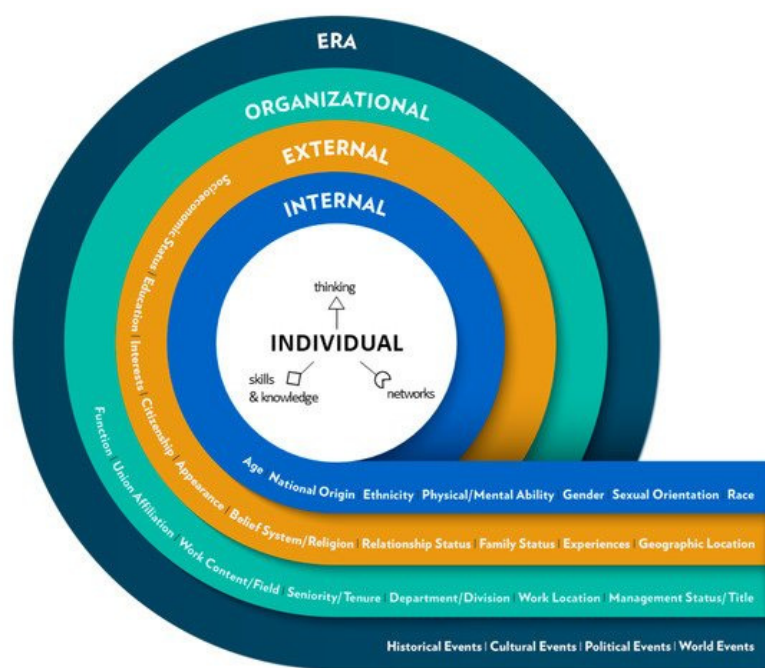 ERA
ORGANIZATIONAL
EXTERNAL
INTERNAL
thinking
INDIVIDUAL
skills
& knowledge
networks
Age | National Origin | Ethnicity | Physical/Mental Ability | Gender | Sexual Orientation | Race
Socioeconomic Status | Education | Interests | Citizenship | Appearance | Belief System/Religion | Relationship Status | Family Status | Experiences | Geographic Location
Function | Union Affiliation | Work Content/Field | Seniority/Tenure | Department/Division | Work Location | Management Status/Title
Historical Events | Cultural Events | Political Events | World Events